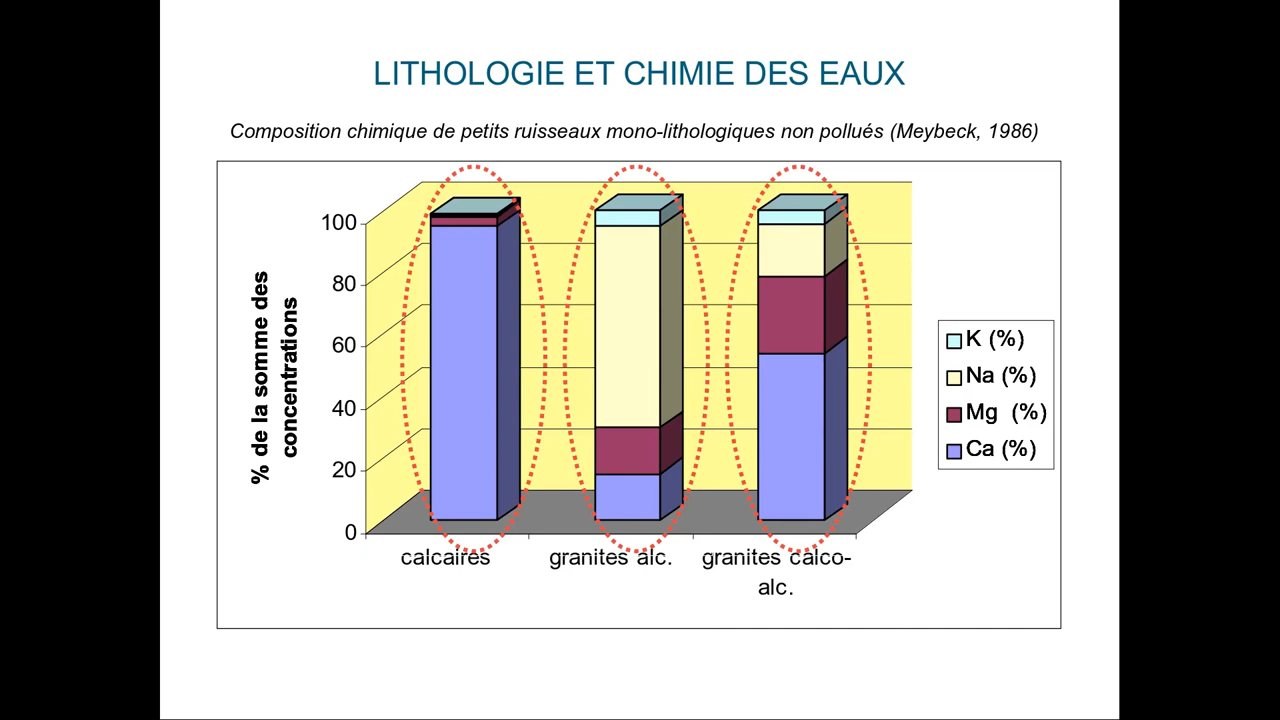 LITHOLOGIE ET CHIMIE DES EAUX
Composition chimique de petits ruisseaux mono-lithologiques non pollués (Meybeck, 1986)
% de la somme des
concentrations
100
80
60
40
20
0
calcaires
granites alc.
granites calco-
alc.
K (%)
Na (%)
Mg (%)
Ca (%)